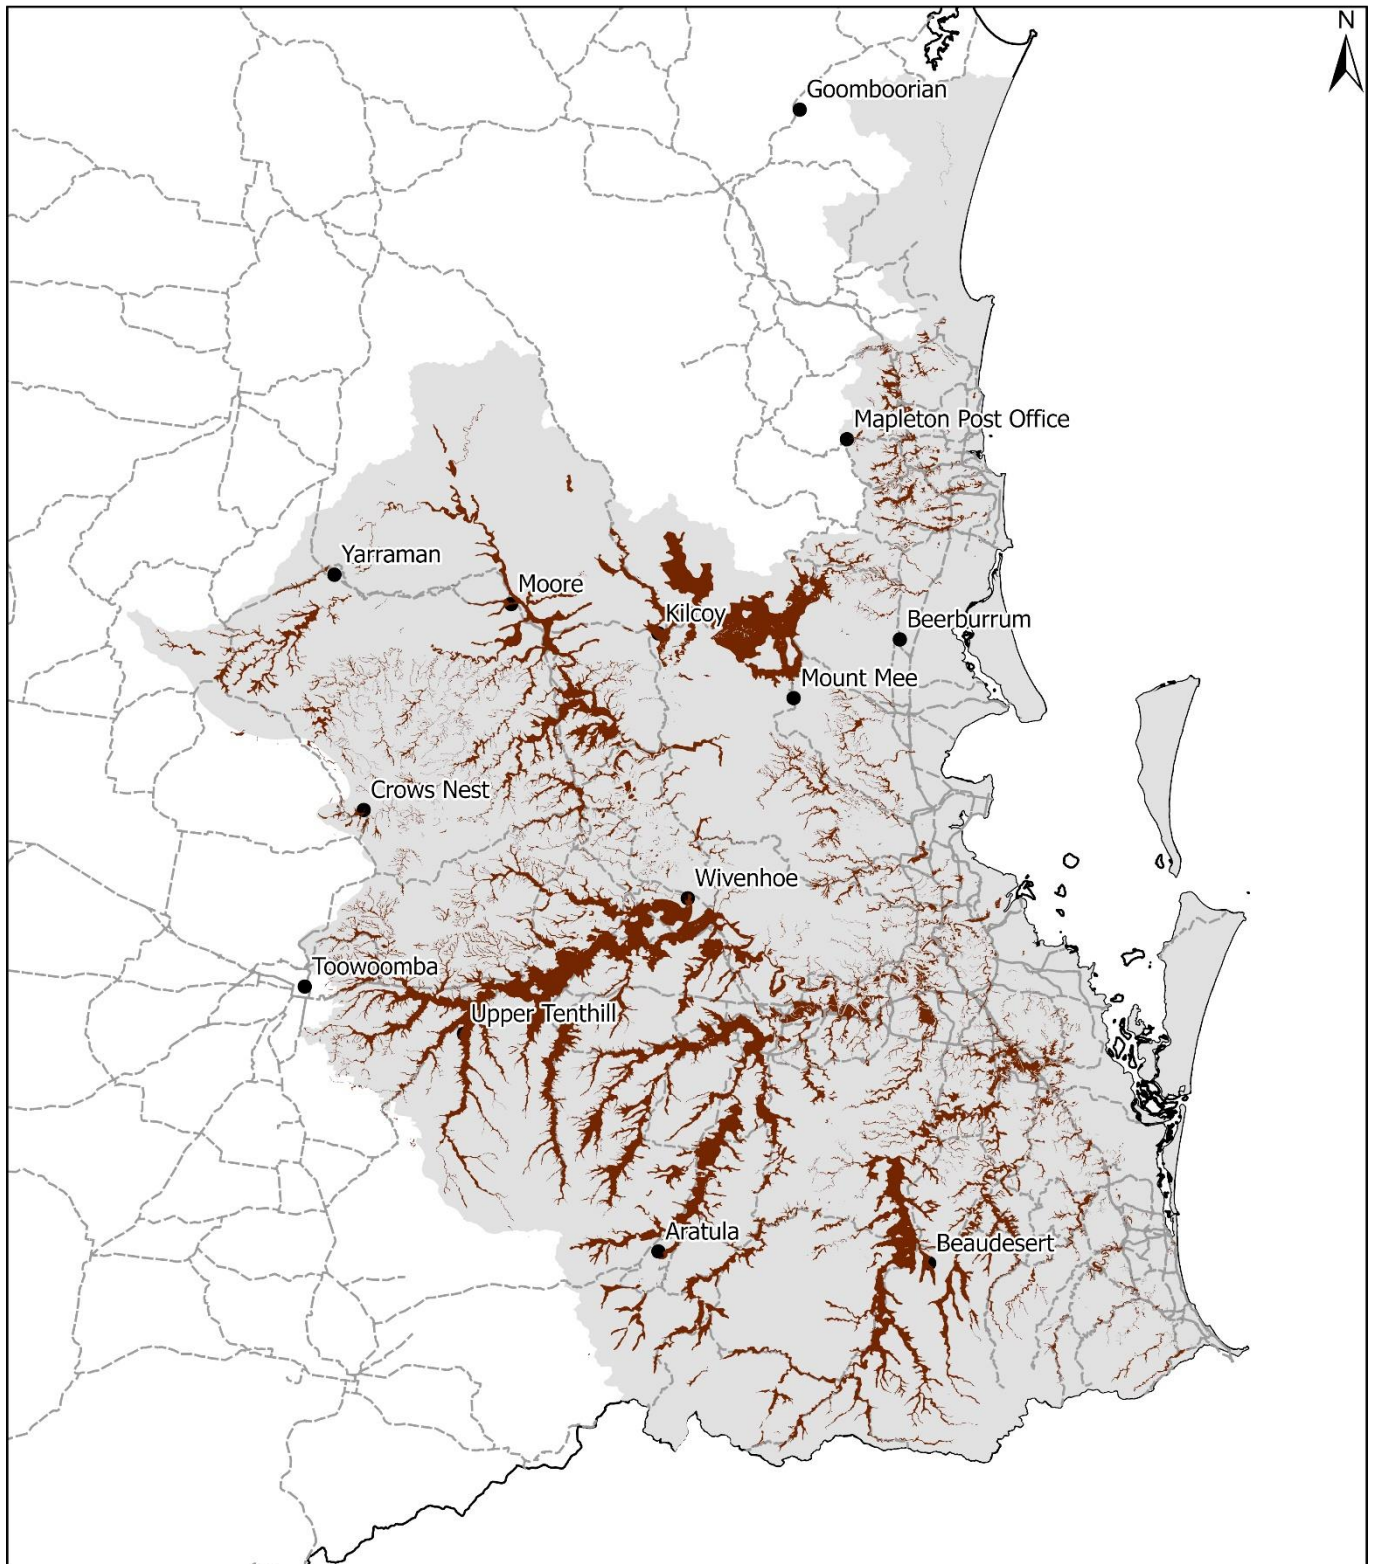 N
Goomboorian
Mapleton Post Office
Yarraman
Moore
Kilcoy
Beerburrum
Mount Mee
Crows Nest
Wivenhoe
Toowoomba
Upper Tenthill
Aratula
Beaudesert